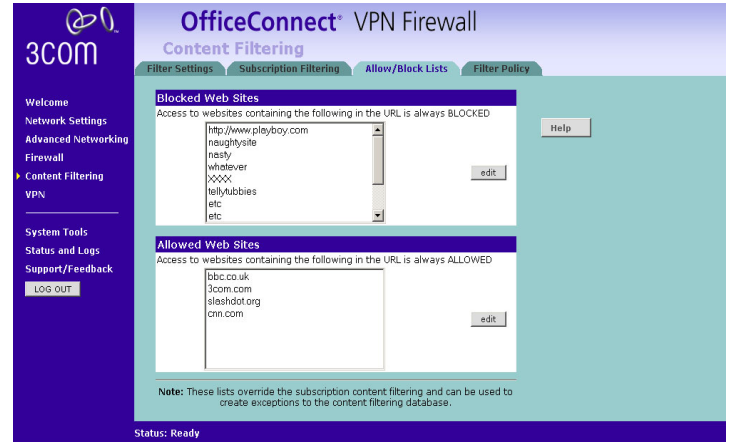 3com
OfficeConnect® VPN Firewall
Content Filtering
Filter Settings
Subscription Filtering
Allow/Block Lists
Filter Policy
Welcome
Network Settings
Advanced Networking
Firewall
Content Filtering
VPN
System Tools
Status and Logs
Support/Feedback
LOG OUT
Blocked Web Sites
Access to websites containing the following in the URL is always BLOCKED
http://www.playboy.com
naughtysite
nasty
whatever
XXXX
tellytubbies
etc
etc
edit
Help
Allowed Web Sites
Access to websites containing the following in the URL is always ALLOWED
bbc.co.uk
3com.com
slashdot.org
cnn.com
edit
Note: These lists override the subscription content filtering and can be used to
create exceptions to the content filtering database.
Status: Ready